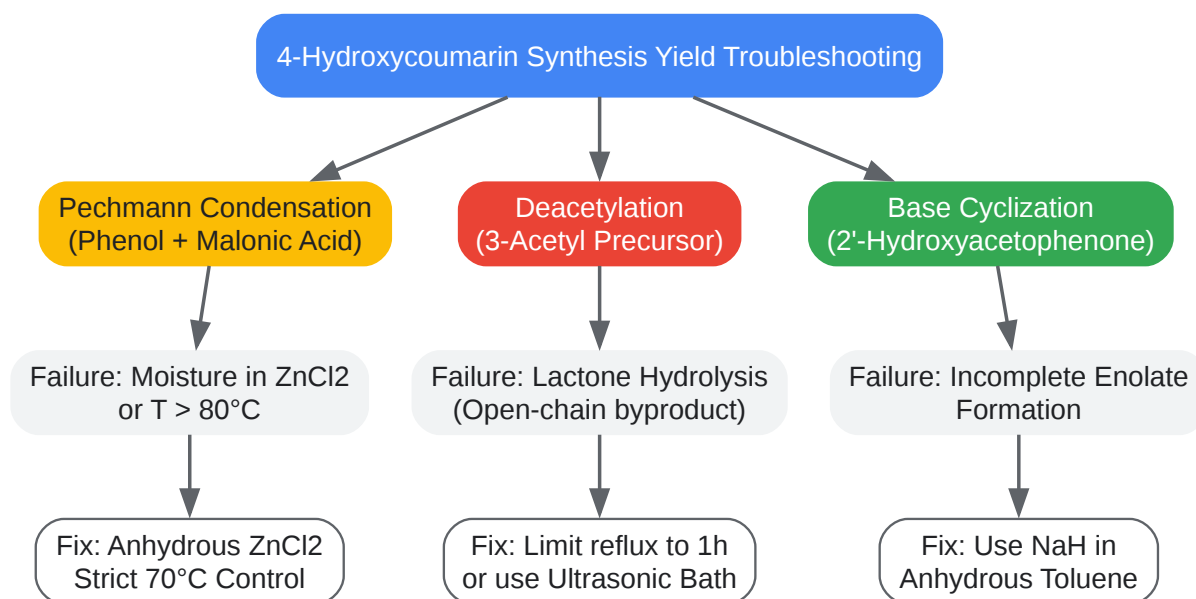 4-Hydroxycoumarin Synthesis Yield Troubleshooting
Pechmann Condensation
(Phenol + Malonic Acid)
Deacetylation
(3-Acetyl Precursor)
Base Cyclization
(2'-Hydroxyacetophenone)
Failure: Moisture in ZnCl2
or T > 80°C
Failure: Lactone Hydrolysis
(Open-chain byproduct)
Failure: Incomplete Enolate
Formation
Fix: Anhydrous ZnCl2
Strict 70°C Control
Fix: Limit reflux to 1h
or use Ultrasonic Bath
Fix: Use NaH in
Anhydrous Toluene